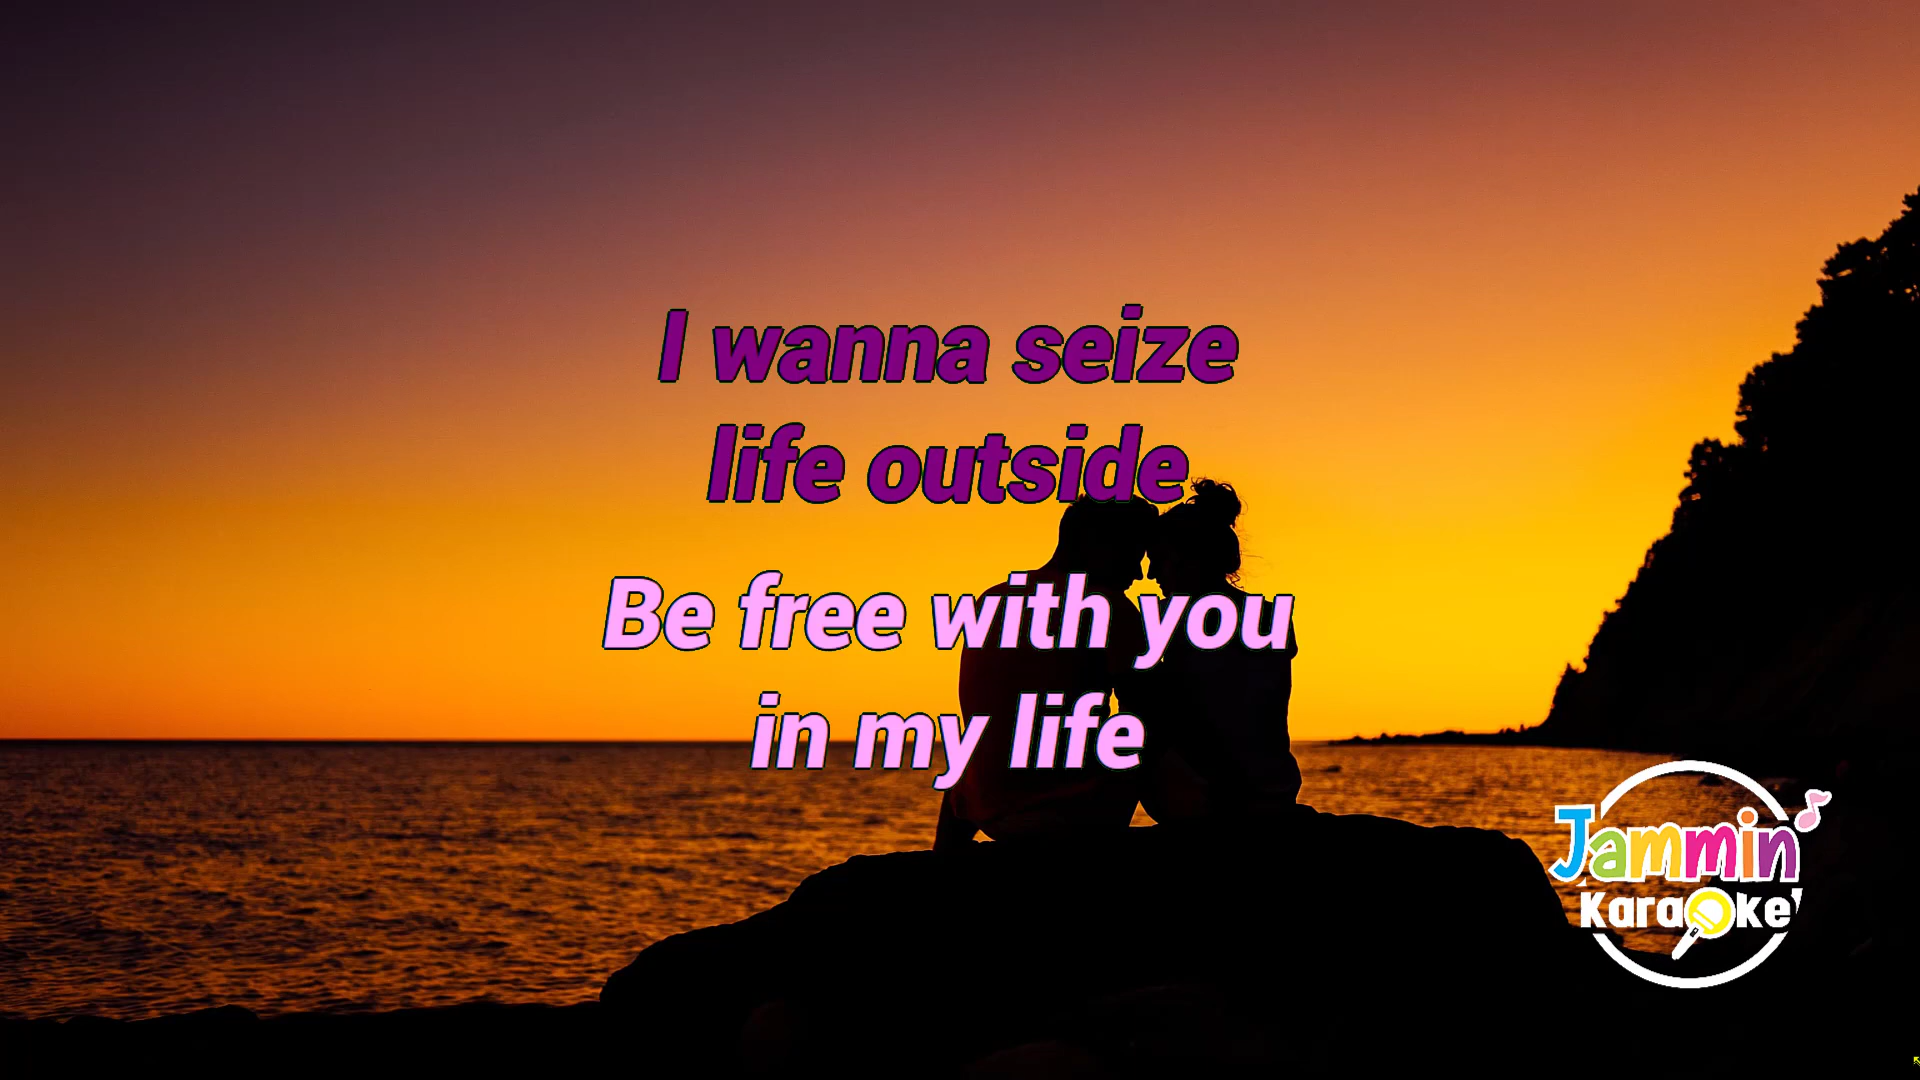 I wanna seize
life outside
Be free with you
in my life
Jammin'
Karaoke